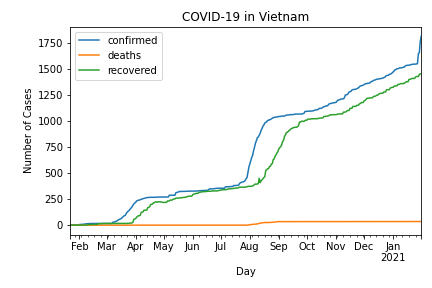 COVID-19 in Vietnam
confirmed
deaths
recovered
Number of Cases
1750
1500
1250
1000
750
500
250
0
Feb Mar Apr May Jun Jul Aug Sep Oct Nov Dec Jan
2021
Day